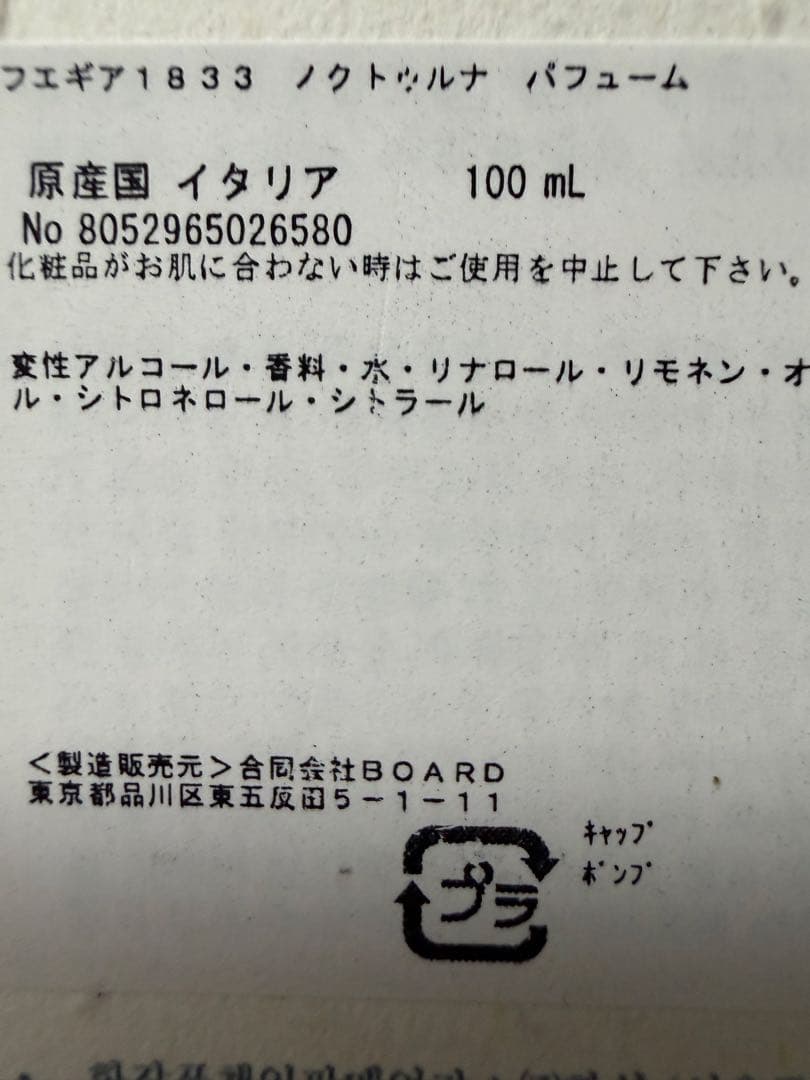 フエギア1833 ノクトゥルナ パフューム
原産国 イタリア 100 mL
No 8052965026580
化粧品がお肌に合わない時はご使用を中止して下さい。
変性アルコール・香料・水・リナロール・リモネン・オ
ル・シトロネロール・シトラール
<製造販売元>合同会社BOARD
東京都品川区東五反田5-1-11
キャップ
ポンプ
プラ